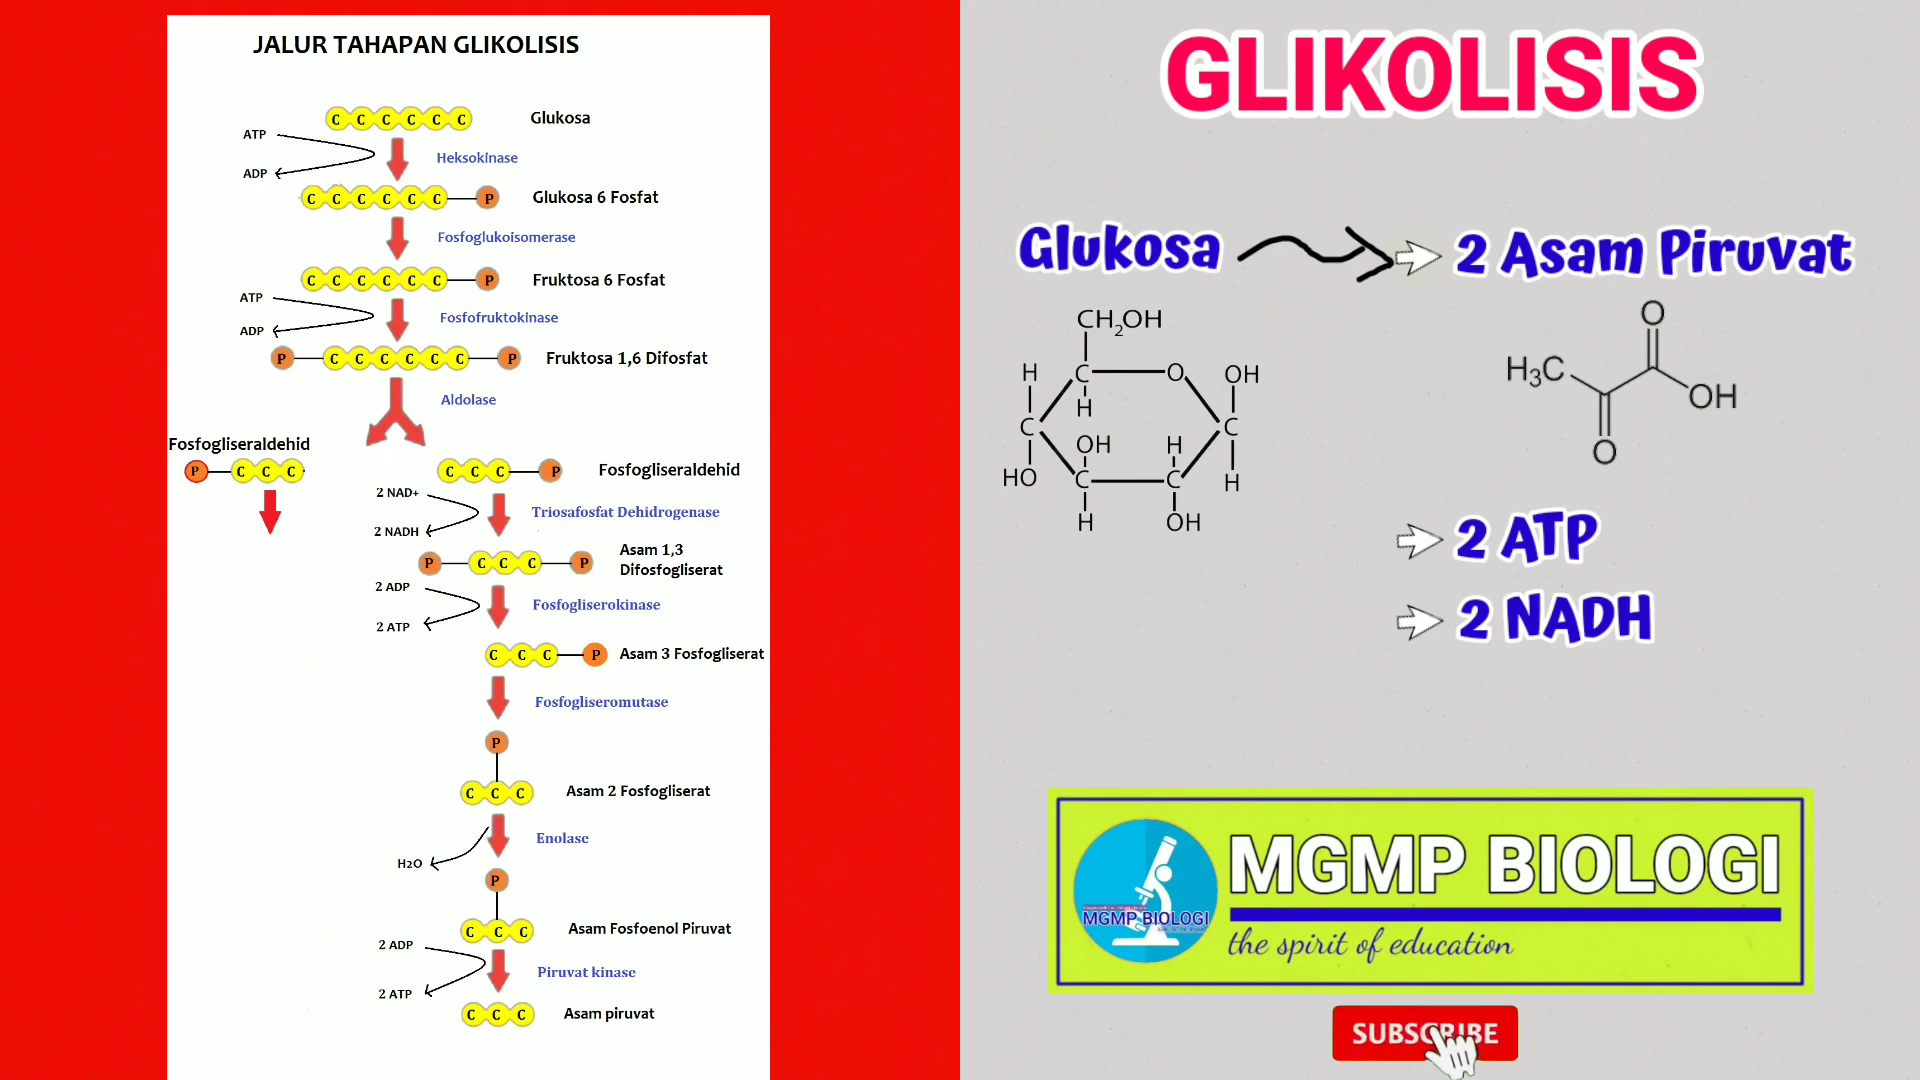 JALUR TAHAPAN GLIKOLISIS
C C C C C C
Glukosa
ATP
ADP
Heksokinase
C C C C C C P
Glukosa 6 Fosfat
Fosfoglukoisomerase
C C C C C C P
Fruktosa 6 Fosfat
ATP
ADP
Fosfofruktokinase
P C C C C C C P
Fruktosa 1,6 Difosfat
Aldolase
Fosfogliseraldehid
P C C C
C C C P
Fosfogliseraldehid
2 NAD+
2 NADH
Triosafosfat Dehidrogenase
P C C C P
Asam 1,3
Difosfogliserat
2 ADP
2 ATP
Fosfogliserokinase
C C C P
Asam 3 Fosfogliserat
Fosfogliseromutase
P
C C C
Asam 2 Fosfogliserat
Enolase
H2O
P
C C C
Asam Fosfoenol Piruvat
2 ADP
2 ATP
Piruvat kinase
C C C
Asam piruvat
GLIKOLISIS
Glukosa
2 Asam Piruvat
CH2OH
H C O OH
H
C C
OH H
HO C C H
H OH
O
H3C
OH
O
2 ATP
2 NADH
MGMP BIOLOGI
MGMP BIOLOGI
the spirit of education
SUBSCRIBE